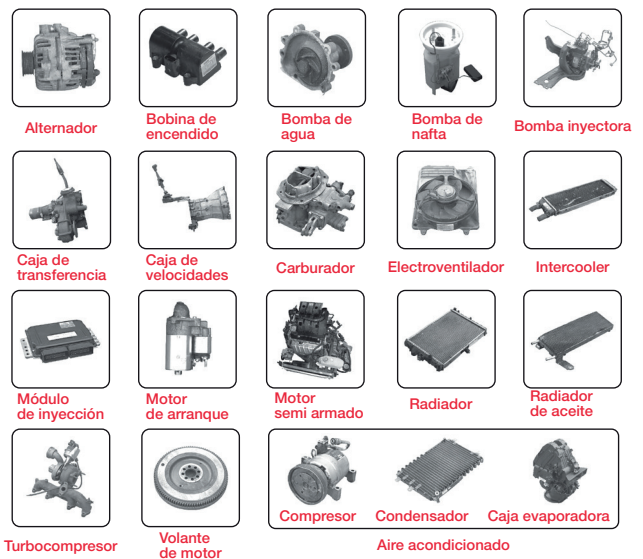 Alternador
Bobina de
encendido
Bomba de
agua
Bomba de
nafta
Bomba inyectora
Caja de
transferencia
Caja de
velocidades
Carburador
Electroventilador
Intercooler
Módulo
de inyección
Motor
de arranque
Motor
semi armado
Radiador
Radiador
de aceite
Turbocompresor
Volante
de motor
Compresor
Condensador
Caja evaporadora
Aire acondicionado